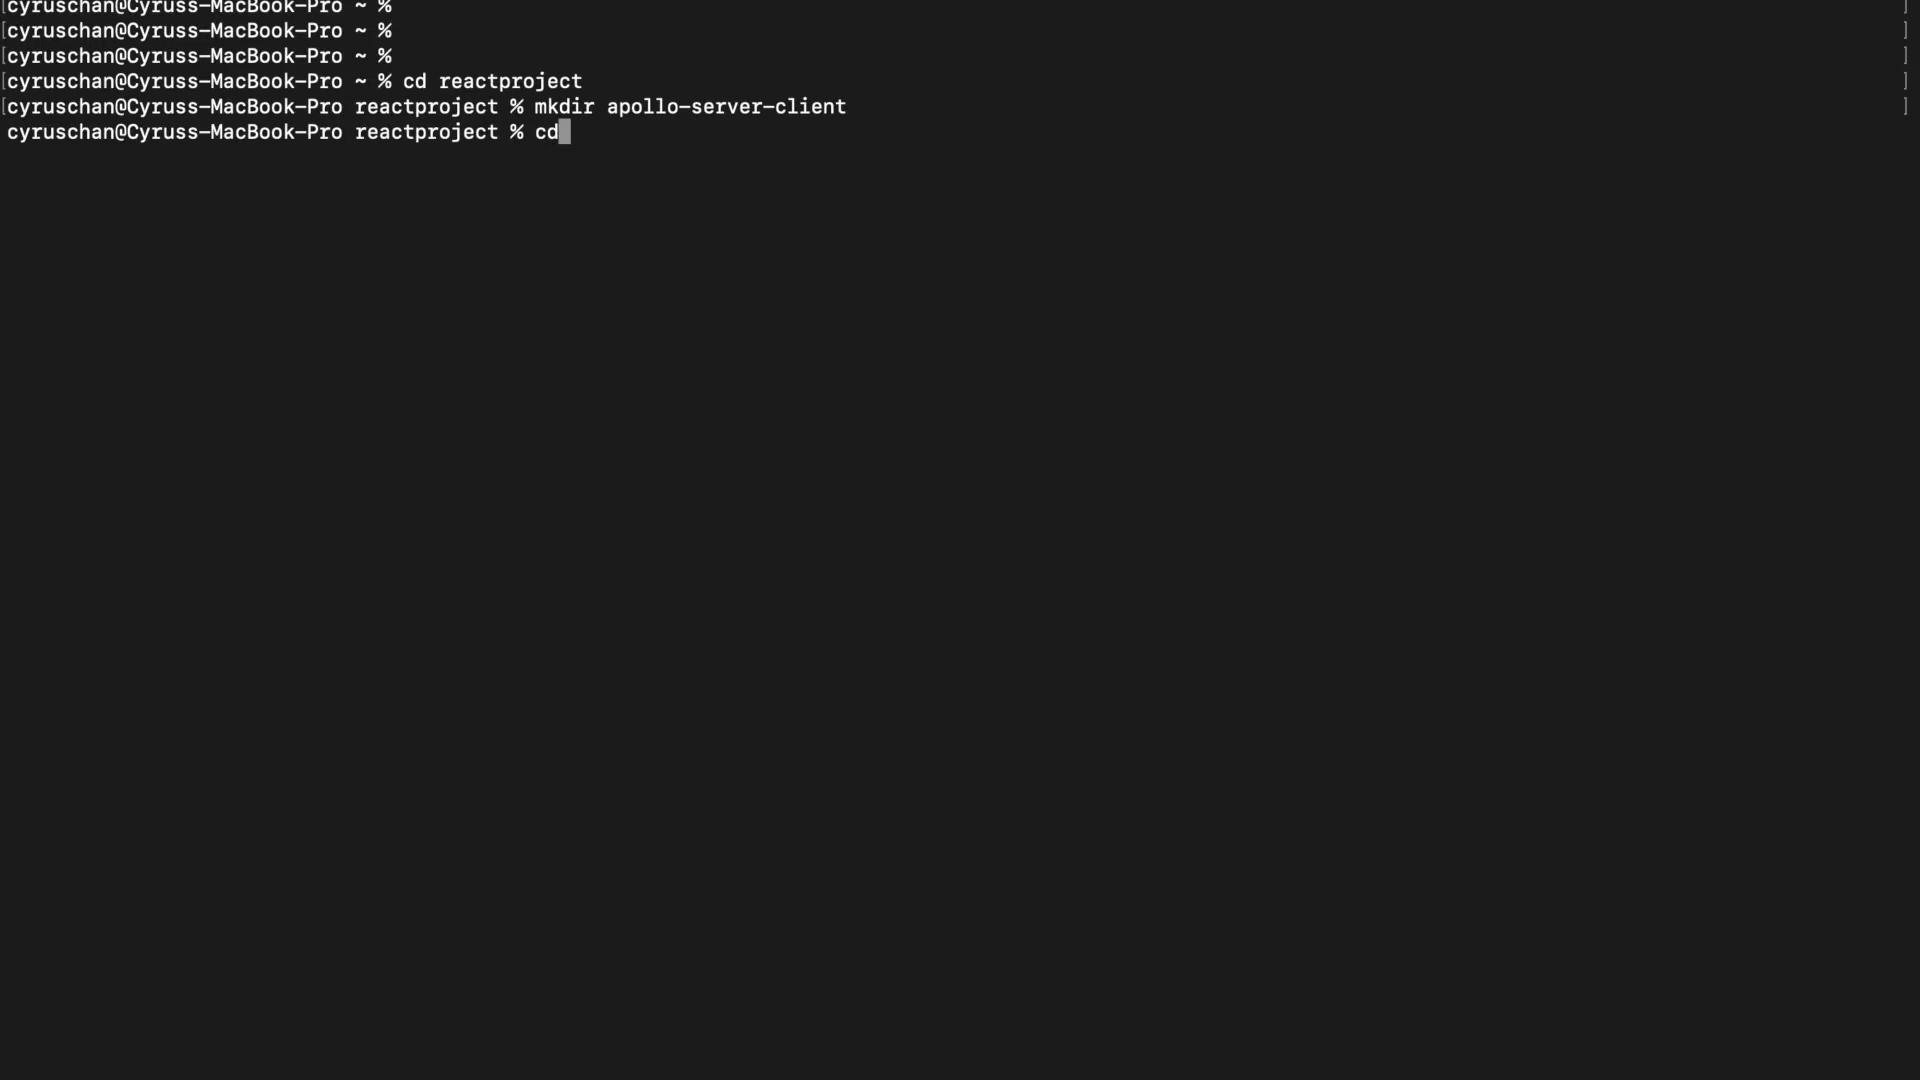 [cyruschan@Cyruss-MacBook-Pro ~ % ]
[cyruschan@Cyruss-MacBook-Pro ~ % ]
[cyruschan@Cyruss-MacBook-Pro ~ % ]
[cyruschan@Cyruss-MacBook-Pro ~ % cd reactproject ]
[cyruschan@Cyruss-MacBook-Pro reactproject % mkdir apollo-server-client ]
cyruschan@Cyruss-MacBook-Pro reactproject % cd